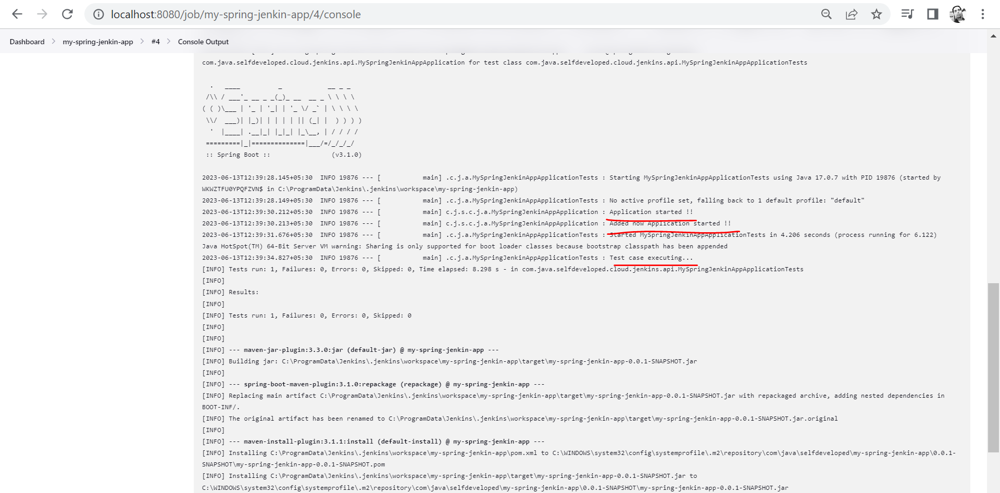 localhost:8080/job/my-spring-jenkin-app/4/console
Dashboard > my-spring-jenkin-app > #4 > Console Output
com.java.selfdeveloped.cloud.jenkins.api.MySpringJenkinAppApplication for test class com.java.selfdeveloped.cloud.jenkins.api.MySpringJenkinAppApplicationTests
  .   ____          _            __ _ _
 /\\ / ___'_ __ _ _(_)_ __  __ _ \ \ \ \
( ( )\___ | '_ | '_| | '_ \/ _` | \ \ \ \
 \\/  ___)| |_)| | | | | || (_| |  ) ) ) )
  '  |____| .__|_| |_|_| |_\__, | / / / /
 =========|_|==============|___/=/_/_/_/
 :: Spring Boot ::                (v3.1.0)
2023-06-13T12:39:28.145+05:30  INFO 19876 --- [           main] .c.j.a.MySpringJenkinAppApplicationTests : Starting MySpringJenkinAppApplicationTests using Java 17.0.7 with PID 19876 (started by
WKWZTFU0YPQFZVN$ in C:\ProgramData\Jenkins\.jenkins\workspace\my-spring-jenkin-app)
2023-06-13T12:39:28.149+05:30  INFO 19876 --- [           main] .c.j.a.MySpringJenkinAppApplicationTests : No active profile set, falling back to 1 default profile: "default"
2023-06-13T12:39:30.212+05:30  INFO 19876 --- [           main] c.j.s.c.j.a.MySpringJenkinAppApplication : Application started !!
2023-06-13T12:39:30.213+05:30  INFO 19876 --- [           main] c.j.s.c.j.a.MySpringJenkinAppApplication : Added now Application started !!
2023-06-13T12:39:31.676+05:30  INFO 19876 --- [           main] .c.j.a.MySpringJenkinAppApplicationTests : Started MySpringJenkinAppApplicationTests in 4.206 seconds (process running for 6.122)
Java HotSpot(TM) 64-Bit Server VM warning: Sharing is only supported for boot loader classes because bootstrap classpath has been appended
2023-06-13T12:39:34.827+05:30  INFO 19876 --- [           main] .c.j.a.MySpringJenkinAppApplicationTests : Test case executing...
[INFO] Tests run: 1, Failures: 0, Errors: 0, Skipped: 0, Time elapsed: 8.298 s - in com.java.selfdeveloped.cloud.jenkins.api.MySpringJenkinAppApplicationTests
[INFO]
[INFO] Results:
[INFO]
[INFO] Tests run: 1, Failures: 0, Errors: 0, Skipped: 0
[INFO]
[INFO]
[INFO] --- maven-jar-plugin:3.3.0:jar (default-jar) @ my-spring-jenkin-app ---
[INFO] Building jar: C:\ProgramData\Jenkins\.jenkins\workspace\my-spring-jenkin-app\target\my-spring-jenkin-app-0.0.1-SNAPSHOT.jar
[INFO]
[INFO] --- spring-boot-maven-plugin:3.1.0:repackage (repackage) @ my-spring-jenkin-app ---
[INFO] Replacing main artifact C:\ProgramData\Jenkins\.jenkins\workspace\my-spring-jenkin-app\target\my-spring-jenkin-app-0.0.1-SNAPSHOT.jar with repackaged archive, adding nested dependencies in
BOOT-INF/.
[INFO] The original artifact has been renamed to C:\ProgramData\Jenkins\.jenkins\workspace\my-spring-jenkin-app\target\my-spring-jenkin-app-0.0.1-SNAPSHOT.jar.original
[INFO]
[INFO] --- maven-install-plugin:3.1.1:install (default-install) @ my-spring-jenkin-app ---
[INFO] Installing C:\ProgramData\Jenkins\.jenkins\workspace\my-spring-jenkin-app\pom.xml to C:\WINDOWS\system32\config\systemprofile\.m2\repository\com\java\selfdeveloped\my-spring-jenkin-app\0.0.1-
SNAPSHOT\my-spring-jenkin-app-0.0.1-SNAPSHOT.pom
[INFO] Installing C:\ProgramData\Jenkins\.jenkins\workspace\my-spring-jenkin-app\target\my-spring-jenkin-app-0.0.1-SNAPSHOT.jar to
C:\WINDOWS\system32\config\systemprofile\.m2\repository\com\java\selfdeveloped\my-spring-jenkin-app\0.0.1-SNAPSHOT\my-spring-jenkin-app-0.0.1-SNAPSHOT.jar